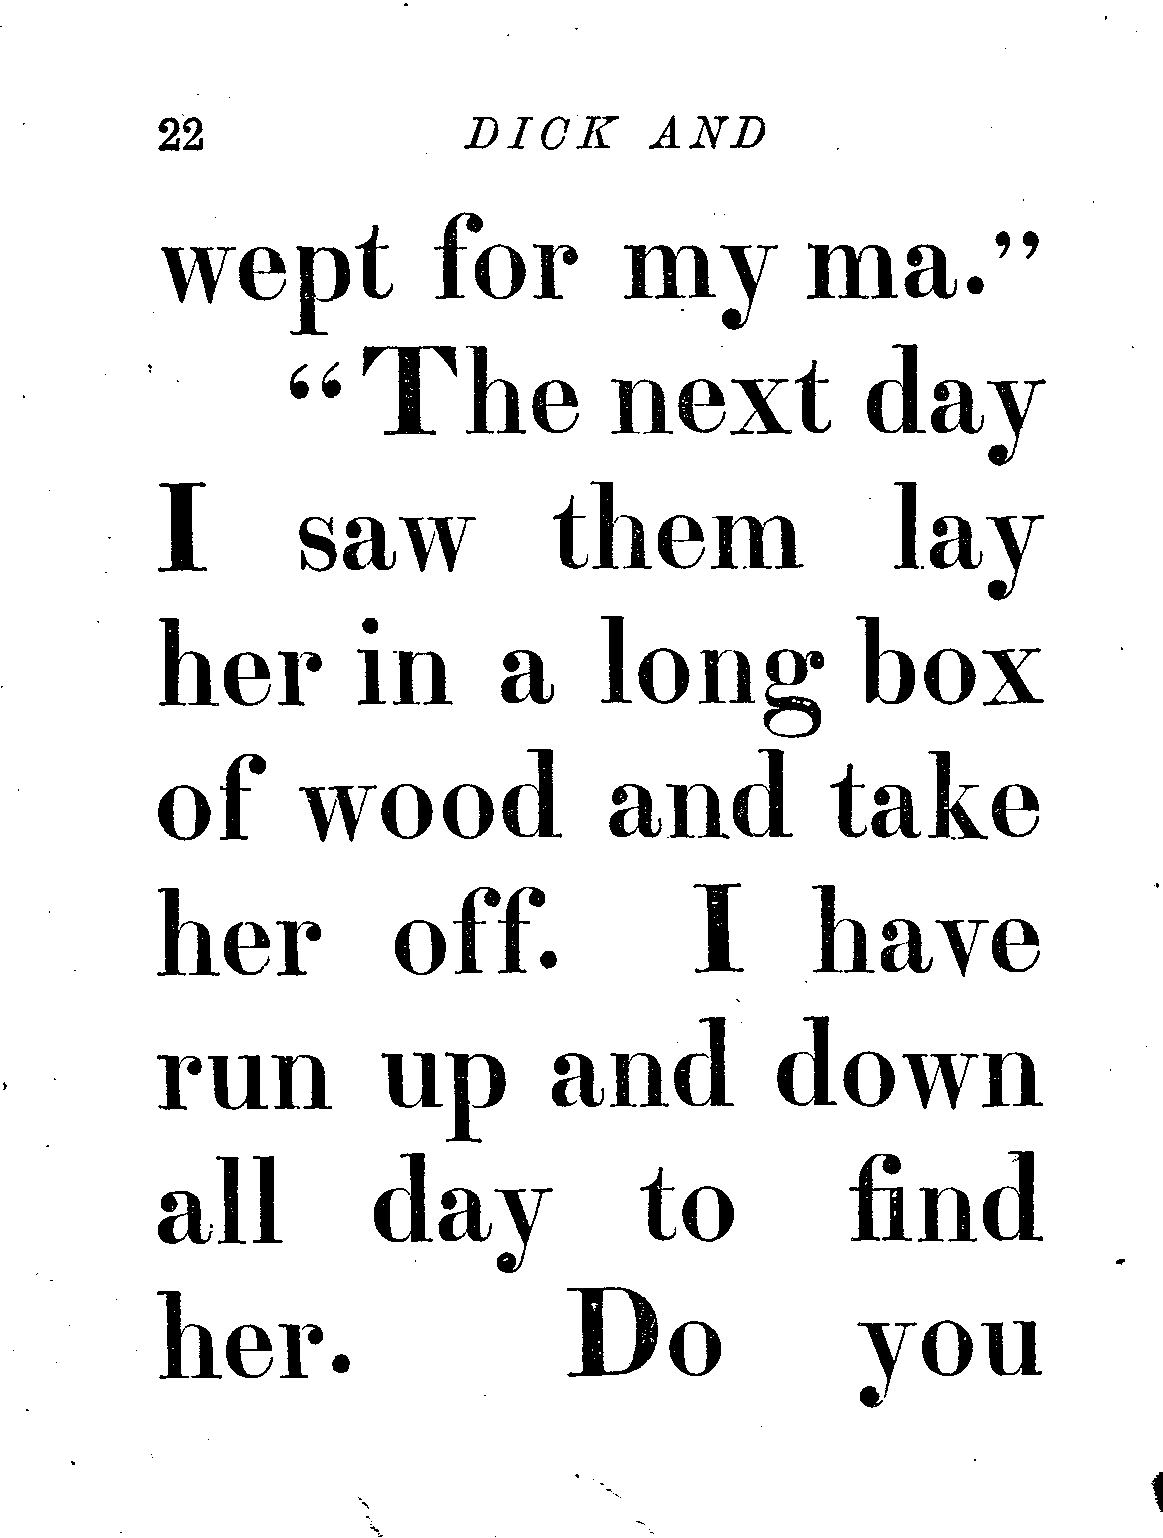 22 DICK AND
wept for my ma.”
“The next day
I saw them lay
her in a long box
of wood and take
her off. I have
run up and down
all day to find
her. Do you